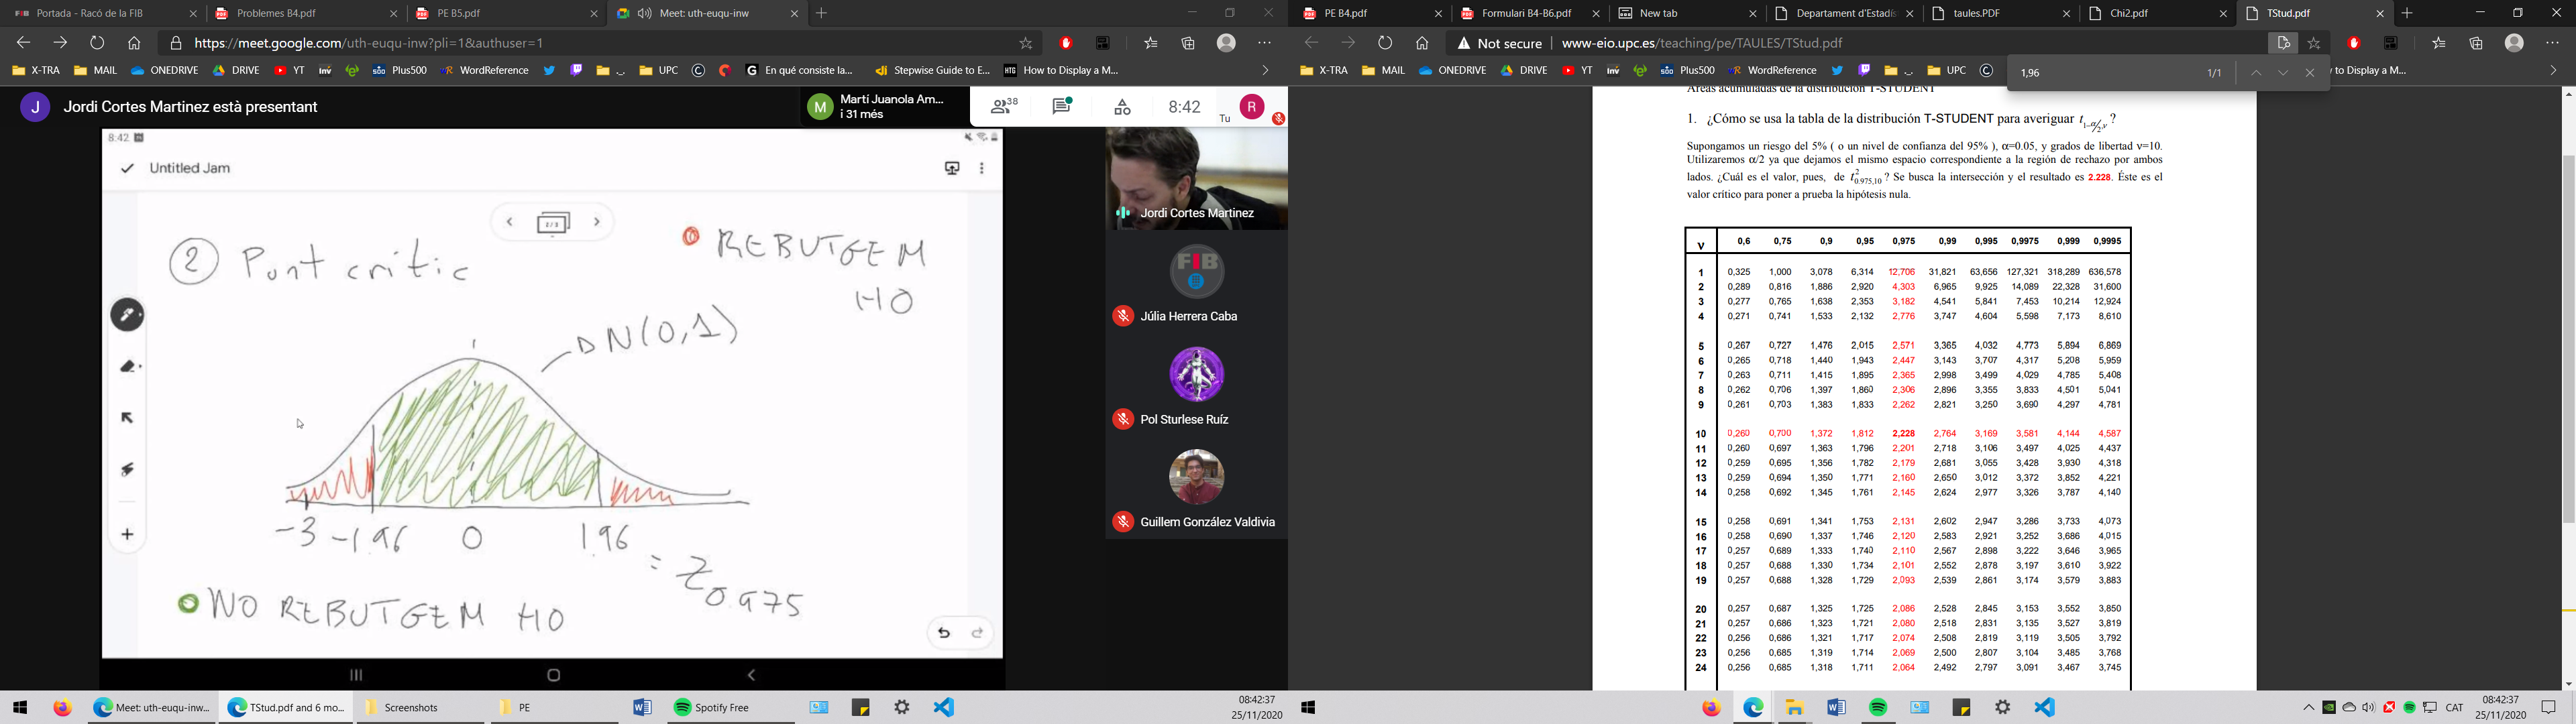 Portada - Racó de la FIB
Problemes B4.pdf
PE B5.pdf
Meet: uth-euqu-inw
https://meet.google.com/uth-euqu-inw?pli=1&authuser=1
X-TRA MAIL ONEDRIVE DRIVE YT inv Plus500 WordReference UPC En qué consiste la... Stepwise Guide to E... HTG How to Display a M...
Jordi Cortes Martinez està presentant
M Martí Juanola Am...
i 31 més
38
8:42
Tu
R
J
8:42
Untitled Jam
2/3
② Punt crític
REBUTGEM
H0
N(0,1)
-3 -1.96 0 1.96
= Z0.975
NO REBUTGEM H0
Jordi Cortes Martinez
FIB
Júlia Herrera Caba
Pol Sturlese Ruíz
Guillem González Valdivia
Meet: uth-euqu-inw...
TStud.pdf and 6 mo...
Screenshots
PE
Spotify Free
08:42:37
25/11/2020
PE B4.pdf
Formulari B4-B6.pdf
New tab
Departament d'Estadís
taules.PDF
Chi2.pdf
TStud.pdf
Not secure | www-eio.upc.es/teaching/pe/TAULES/TStud.pdf
X-TRA MAIL ONEDRIVE DRIVE YT inv Plus500 WordReference UPC to Display a M...
1,96 1/1
Areas acumuladas de la distribución T-STUDENT
1. ¿Cómo se usa la tabla de la distribución T-STUDENT para averiguar t1-α/2,ν ?
Supongamos un riesgo del 5% ( o un nivel de confianza del 95% ), α=0.05, y grados de libertad ν=10.
Utilizaremos α/2 ya que dejamos el mismo espacio correspondiente a la región de rechazo por ambos
lados. ¿Cuál es el valor, pues, de t²0.975,10 ? Se busca la intersección y el resultado es 2.228. Éste es el
valor crítico para poner a prueba la hipótesis nula.
ν 0,6 0,75 0,9 0,95 0,975 0,99 0,995 0,9975 0,999 0,9995
1 0,325 1,000 3,078 6,314 12,706 31,821 63,656 127,321 318,289 636,578
2 0,289 0,816 1,886 2,920 4,303 6,965 9,925 14,089 22,328 31,600
3 0,277 0,765 1,638 2,353 3,182 4,541 5,841 7,453 10,214 12,924
4 0,271 0,741 1,533 2,132 2,776 3,747 4,604 5,598 7,173 8,610
5 0,267 0,727 1,476 2,015 2,571 3,365 4,032 4,773 5,894 6,869
6 0,265 0,718 1,440 1,943 2,447 3,143 3,707 4,317 5,208 5,959
7 0,263 0,711 1,415 1,895 2,365 2,998 3,499 4,029 4,785 5,408
8 0,262 0,706 1,397 1,860 2,306 2,896 3,355 3,833 4,501 5,041
9 0,261 0,703 1,383 1,833 2,262 2,821 3,250 3,690 4,297 4,781
10 0,260 0,700 1,372 1,812 2,228 2,764 3,169 3,581 4,144 4,587
11 0,260 0,697 1,363 1,796 2,201 2,718 3,106 3,497 4,025 4,437
12 0,259 0,695 1,356 1,782 2,179 2,681 3,055 3,428 3,930 4,318
13 0,259 0,694 1,350 1,771 2,160 2,650 3,012 3,372 3,852 4,221
14 0,258 0,692 1,345 1,761 2,145 2,624 2,977 3,326 3,787 4,140
15 0,258 0,691 1,341 1,753 2,131 2,602 2,947 3,286 3,733 4,073
16 0,258 0,690 1,337 1,746 2,120 2,583 2,921 3,252 3,686 4,015
17 0,257 0,689 1,333 1,740 2,110 2,567 2,898 3,222 3,646 3,965
18 0,257 0,688 1,330 1,734 2,101 2,552 2,878 3,197 3,610 3,922
19 0,257 0,688 1,328 1,729 2,093 2,539 2,861 3,174 3,579 3,883
20 0,257 0,687 1,325 1,725 2,086 2,528 2,845 3,153 3,552 3,850
21 0,257 0,686 1,323 1,721 2,080 2,518 2,831 3,135 3,527 3,819
22 0,256 0,686 1,321 1,717 2,074 2,508 2,819 3,119 3,505 3,792
23 0,256 0,685 1,319 1,714 2,069 2,500 2,807 3,104 3,485 3,768
24 0,256 0,685 1,318 1,711 2,064 2,492 2,797 3,091 3,467 3,745
CAT
08:42:37
25/11/2020